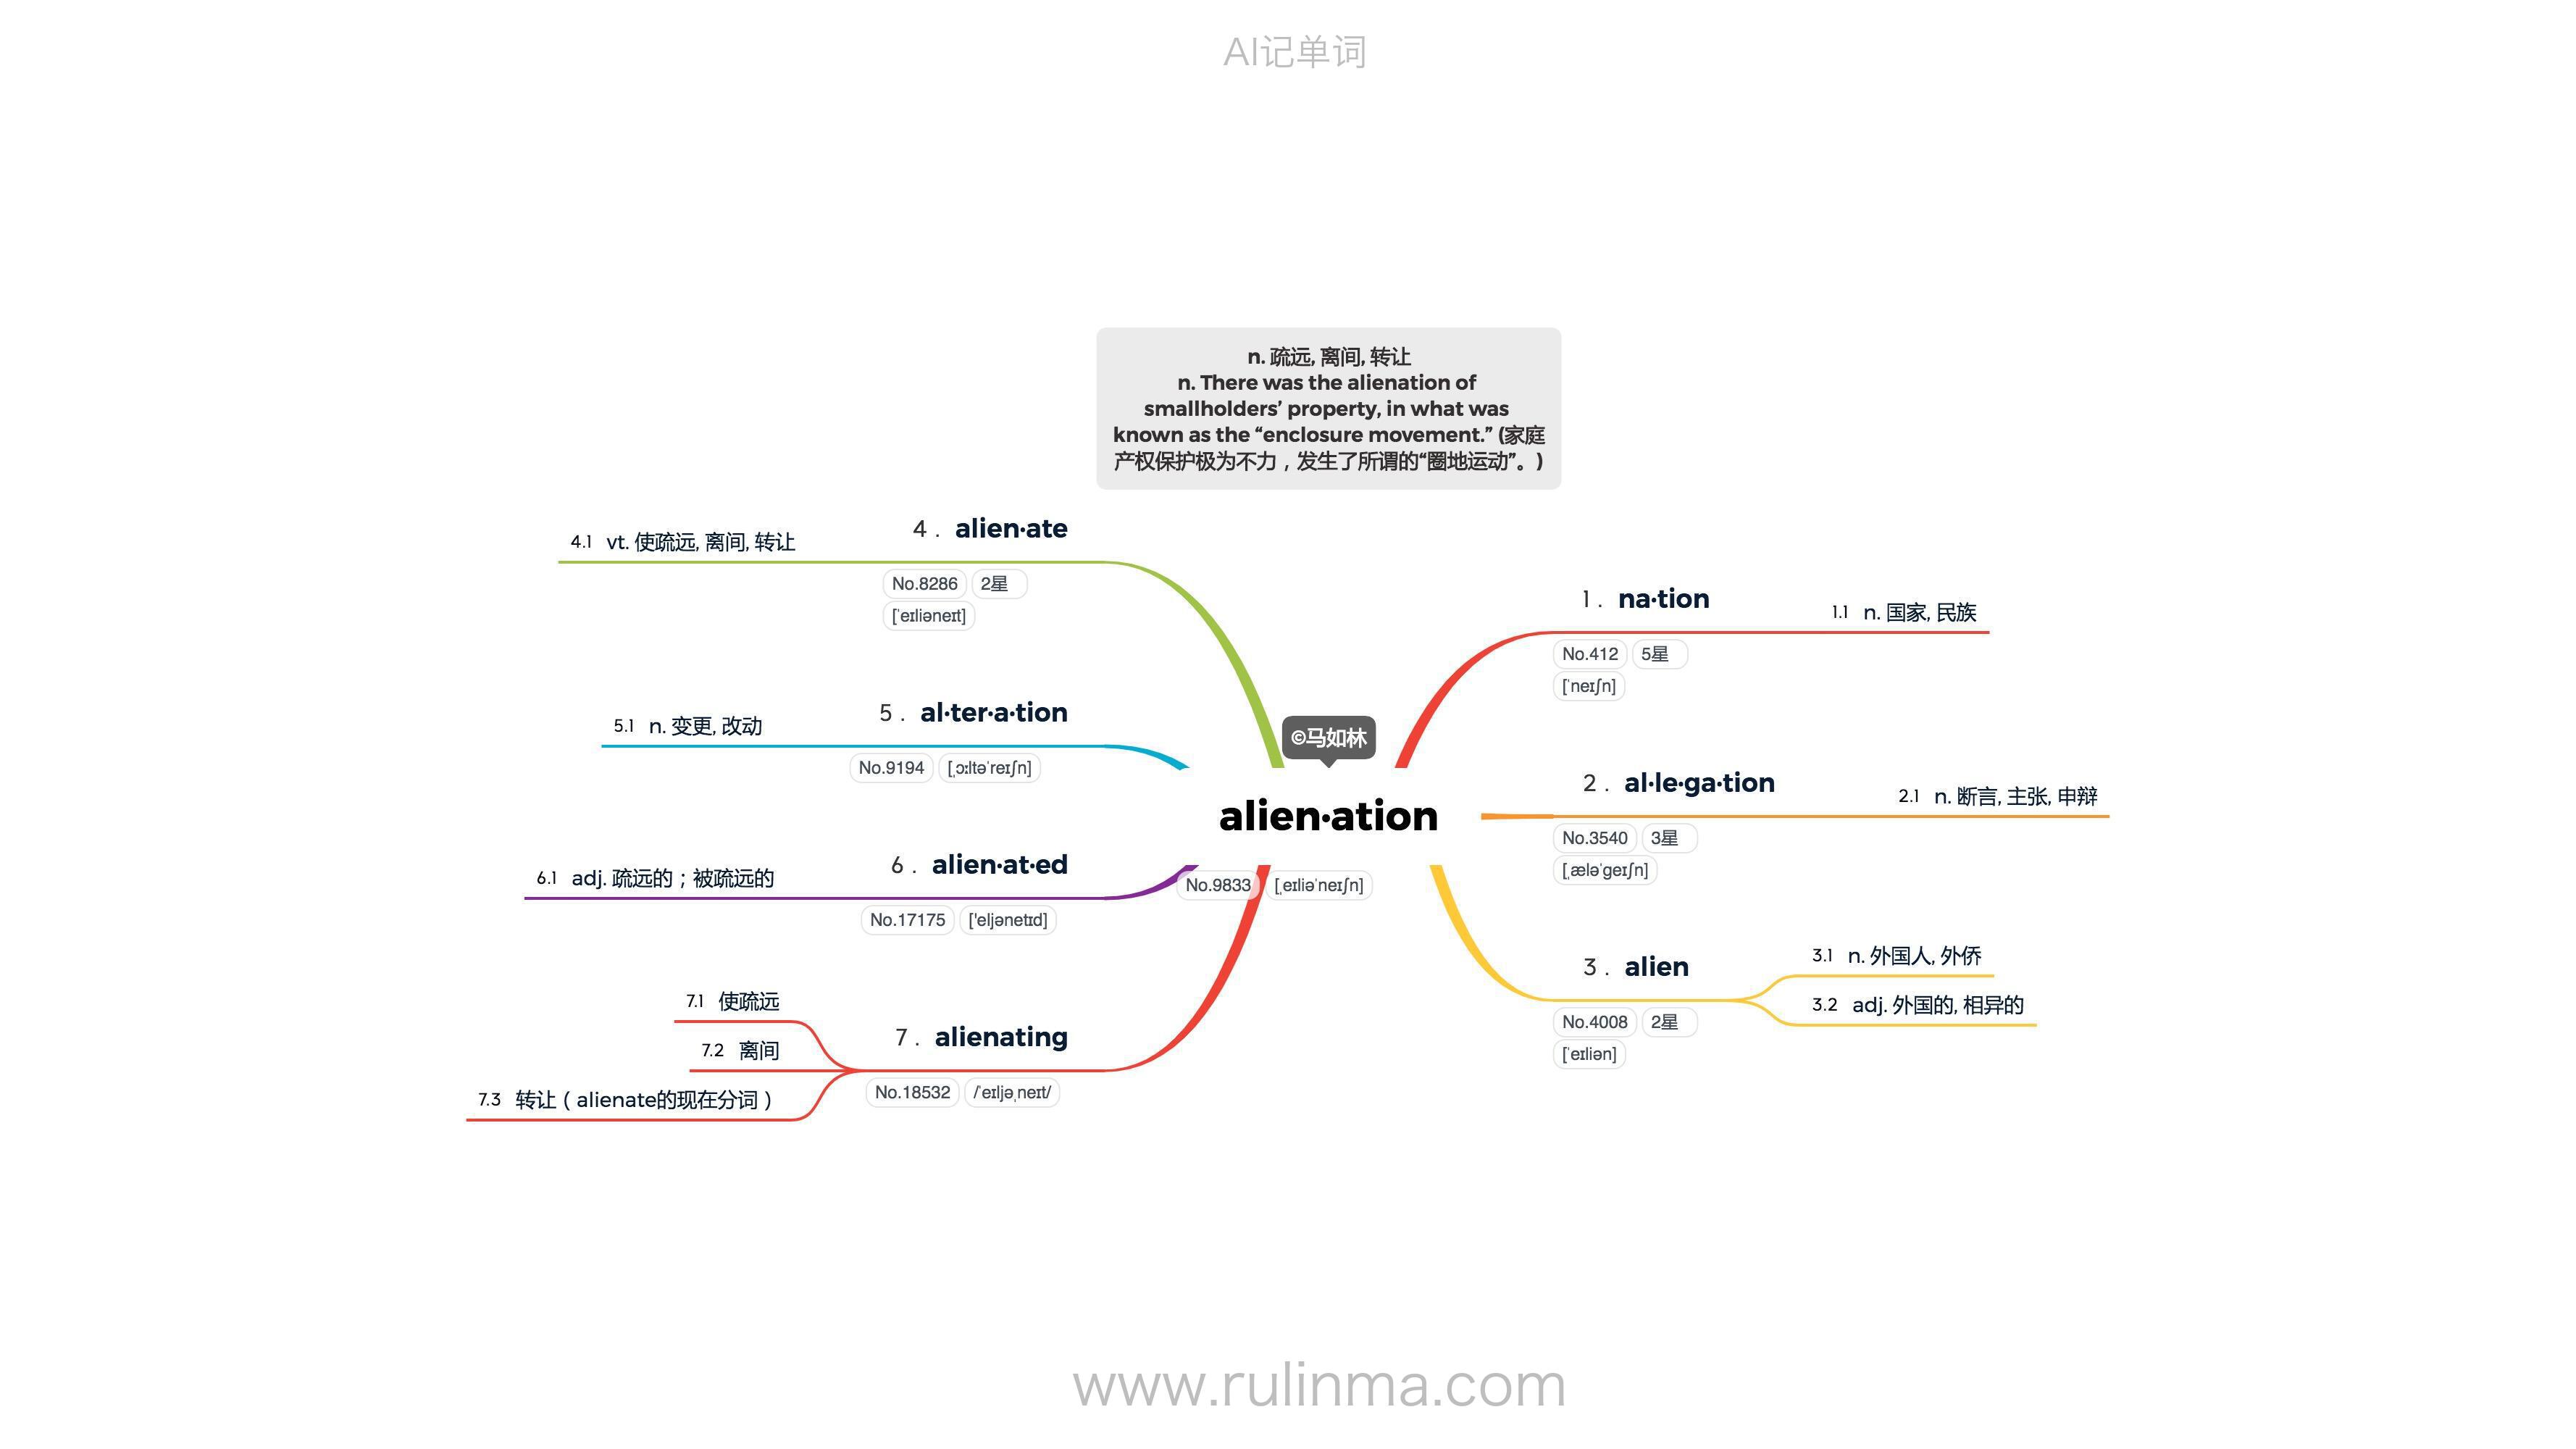 AI记单词
n. 疏远, 离间, 转让
n. There was the alienation of
smallholders’ property, in what was
known as the “enclosure movement.” (家庭
产权保护极为不力，发生了所谓的“圈地运动”。)
©马如林
alien·ation
No.9833 [ˌeɪliəˈneɪʃn]
1. na·tion
No.412 5星
[ˈneɪʃn]
1.1 n. 国家, 民族
2. al·le·ga·tion
No.3540 3星
[ˌæləˈɡeɪʃn]
2.1 n. 断言, 主张, 申辩
3. alien
No.4008 2星
[ˈeɪliən]
3.1 n. 外国人, 外侨
3.2 adj. 外国的, 相异的
4. alien·ate
No.8286 2星
[ˈeɪliəneɪt]
4.1 vt. 使疏远, 离间, 转让
5. al·ter·a·tion
No.9194 [ˌɔːltəˈreɪʃn]
5.1 n. 变更, 改动
6. alien·at·ed
No.17175 ['eljənetɪd]
6.1 adj. 疏远的；被疏远的
7. alienating
No.18532 /ˈeɪljəˌneɪt/
7.1 使疏远
7.2 离间
7.3 转让（alienate的现在分词）
www.rulinma.com